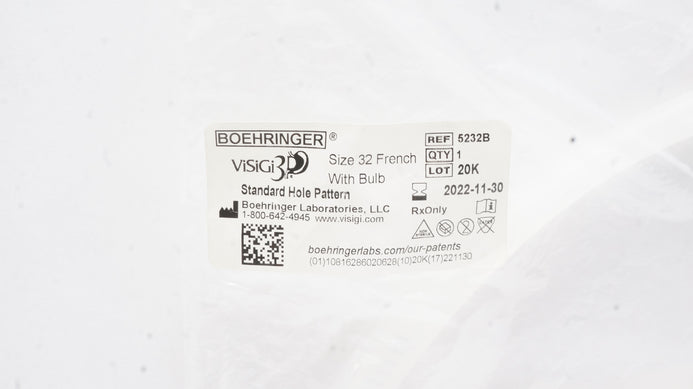 BOEHRINGER®
ViSiGi 3D
Size 32 French
With Bulb
Standard Hole Pattern
Boehringer Laboratories, LLC
1-800-642-4945 www.visigi.com
REF 5232B
QTY 1
LOT 20K
2022-11-30
RxOnly
boehringerlabs.com/our-patents
(01)10816286020628(10)20K(17)221130